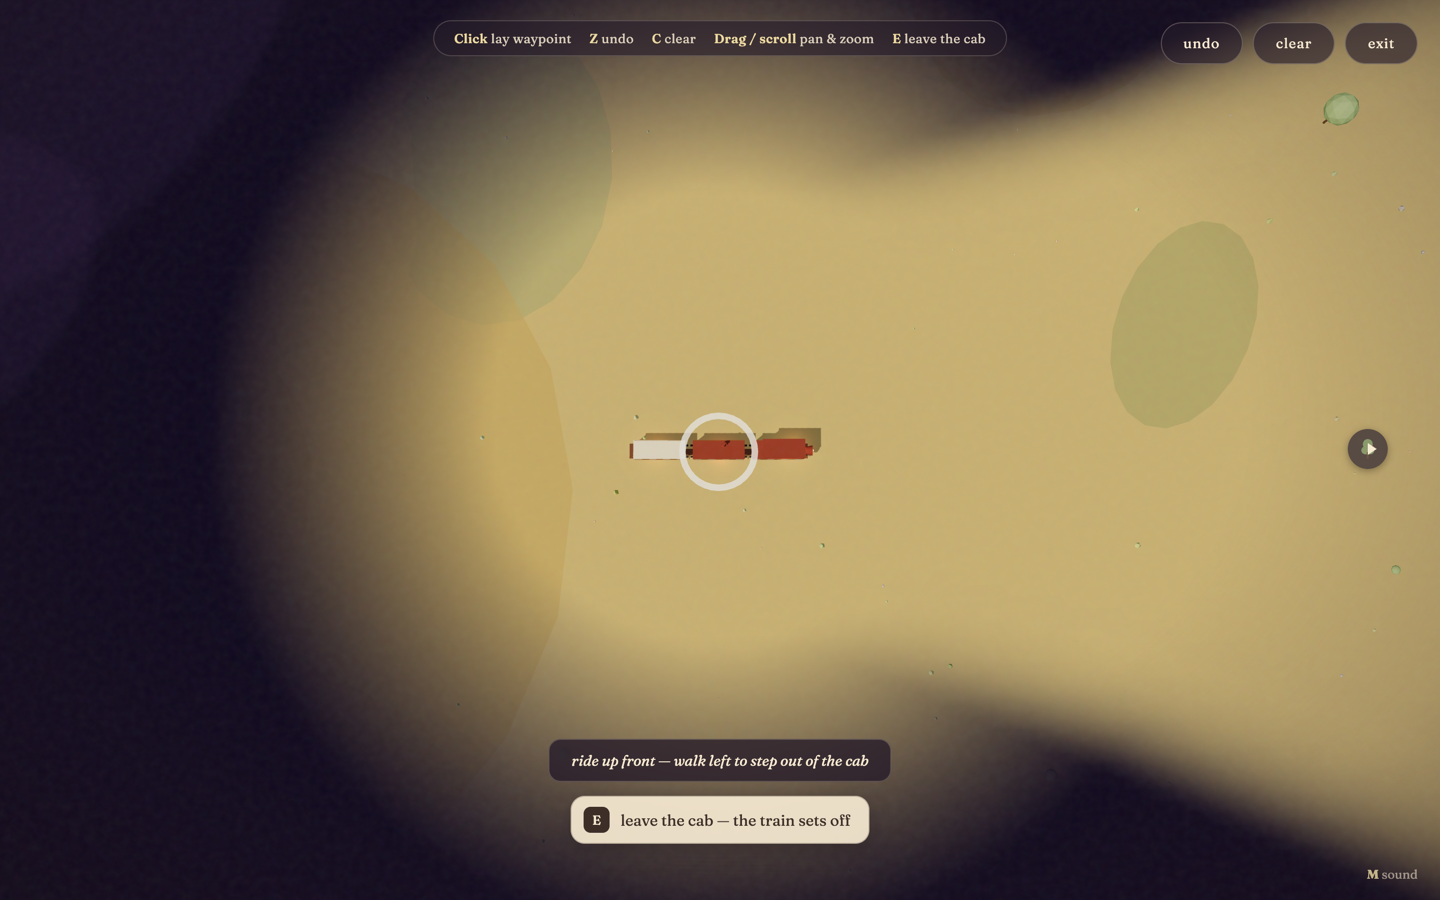 Click lay waypoint Z undo C clear Drag / scroll pan & zoom E leave the cab
undo clear exit
ride up front — walk left to step out of the cab
E leave the cab — the train sets off
M sound